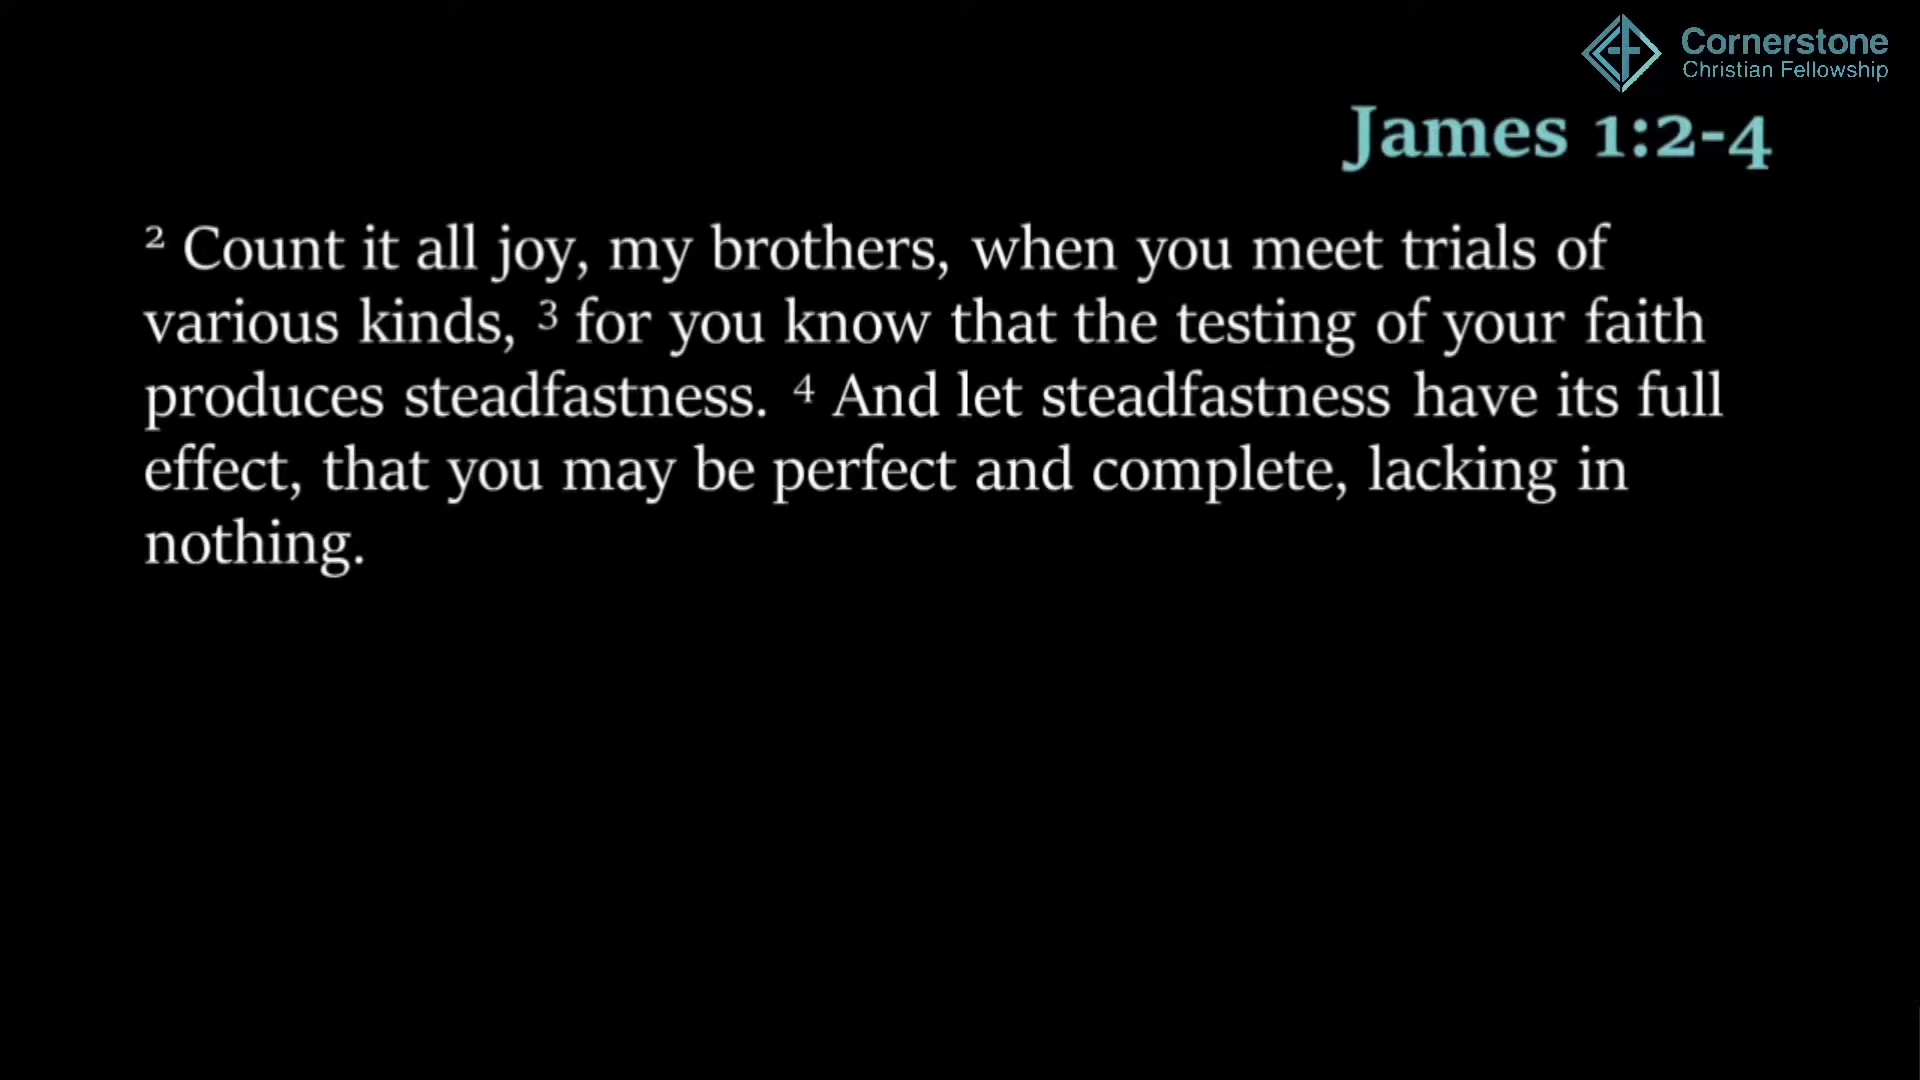 Cornerstone
Christian Fellowship
James 1:2-4
² Count it all joy, my brothers, when you meet trials of
various kinds, ³ for you know that the testing of your faith
produces steadfastness. ⁴ And let steadfastness have its full
effect, that you may be perfect and complete, lacking in
nothing.